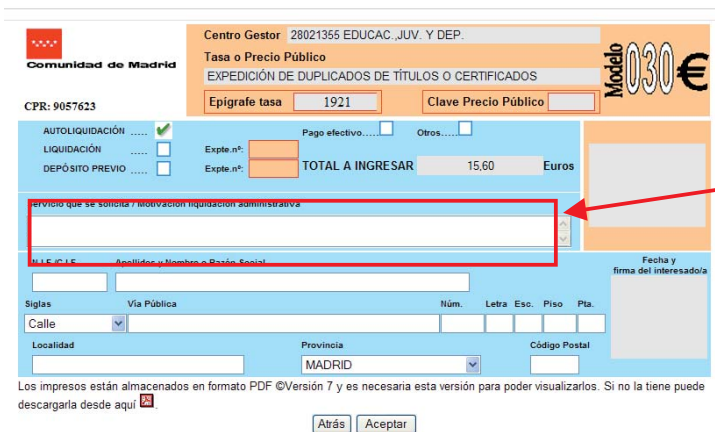 Centro Gestor 28021355 EDUCAC.,JUV. Y DEP.
Comunidad de Madrid
Tasa o Precio Público
EXPEDICIÓN DE DUPLICADOS DE TÍTULOS O CERTIFICADOS
Modelo 030 €
CPR: 9057623
Epígrafe tasa 1921 Clave Precio Público
AUTOLIQUIDACIÓN ..... Pago efectivo..... Otros.....
LIQUIDACIÓN ..... Expte.nº:
DEPÓSITO PREVIO ..... Expte.nº: TOTAL A INGRESAR 15,60 Euros
Servicio que se solicita / Motivación liquidación administrativa
N.I.F./C.I.F. Apellidos y Nombre o Razón Social
Fecha y
firma del interesado/a
Siglas Vía Pública Núm. Letra Esc. Piso Pta.
Calle
Localidad Provincia Código Postal
MADRID
Los impresos están almacenados en formato PDF ©Versión 7 y es necesaria esta versión para poder visualizarlos. Si no la tiene puede
descargarla desde aquí .
Atrás Aceptar